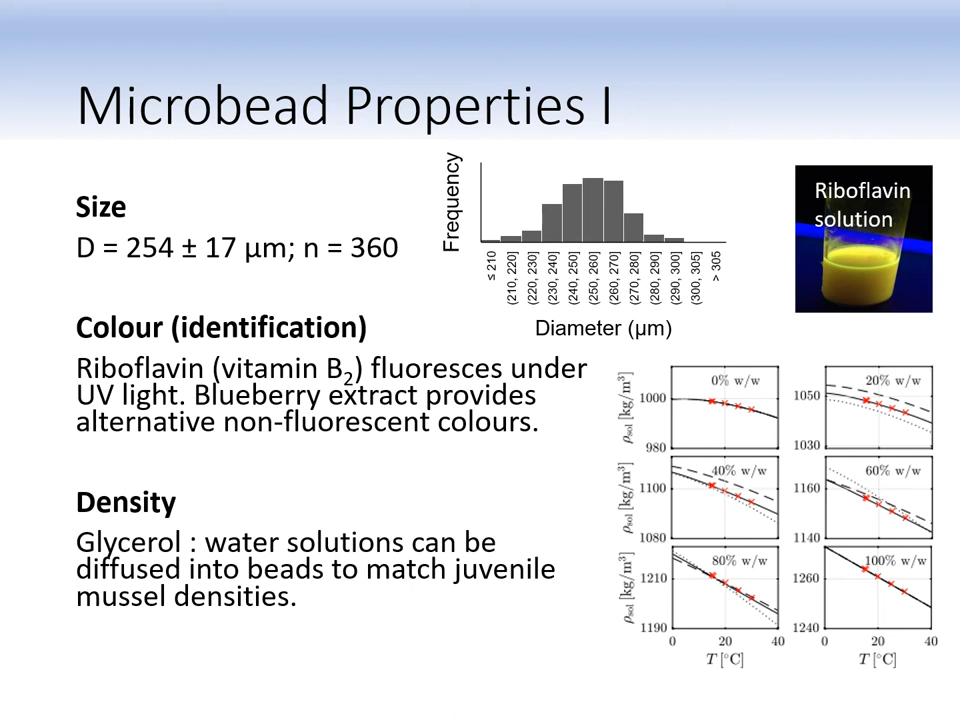 Microbead Properties I
Size
D = 254 ± 17 µm; n = 360
Colour (identification)
Riboflavin (vitamin B₂) fluoresces under
UV light. Blueberry extract provides
alternative non-fluorescent colours.
Density
Glycerol : water solutions can be
diffused into beads to match juvenile
mussel densities.
Frequency
≤ 210
(210, 220]
(220, 230]
(230, 240]
(240, 250]
(250, 260]
(260, 270]
(270, 280]
(280, 290]
(290, 300]
(300, 305]
> 305
Diameter (µm)
Riboflavin
solution
ρsol [kg/m³]
1000
980
0% w/w
1050
1030
20% w/w
ρsol [kg/m³]
1100
1080
40% w/w
1160
1140
60% w/w
ρsol [kg/m³]
1210
1190
80% w/w
1260
1240
100% w/w
0 20 40
0 20 40
T [°C]
T [°C]